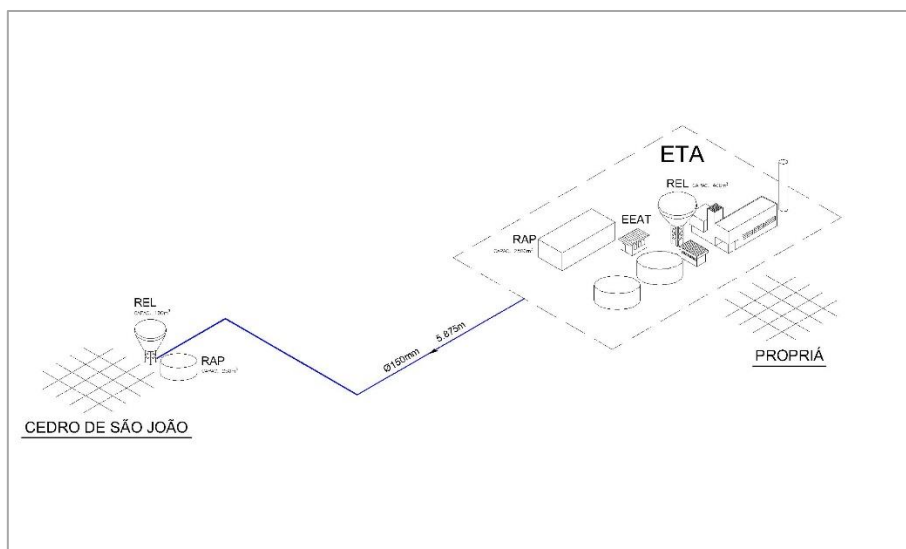 ETA
REL
EEAT
RAP
PROPRIÁ
5.875m
Ø150mm
REL
RAP
CEDRO DE SÃO JOÃO